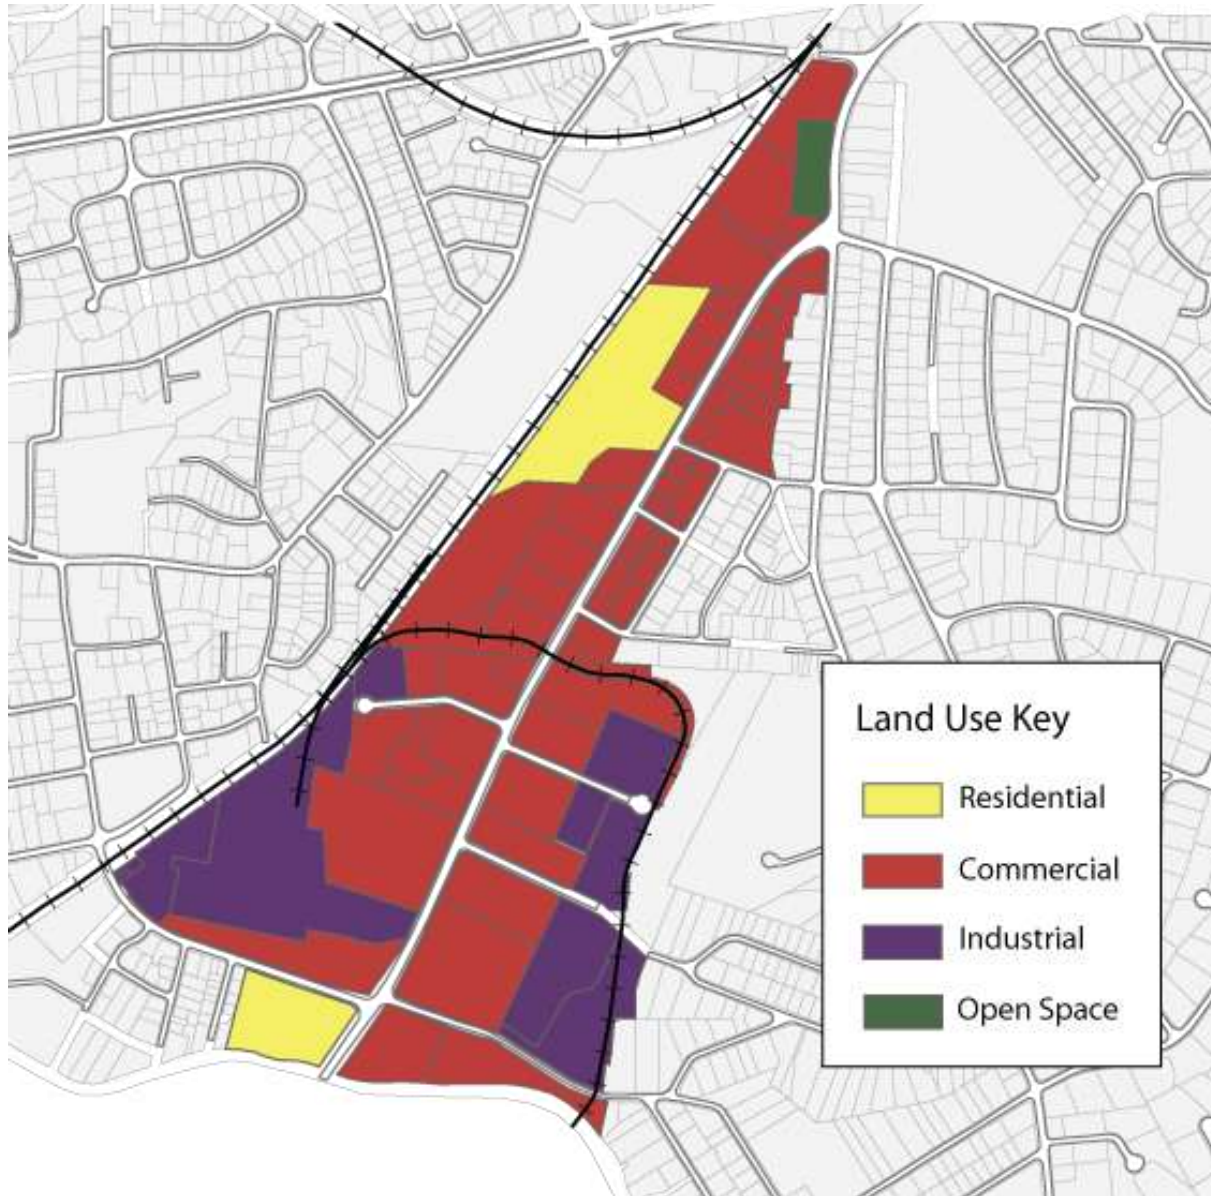 Land Use Key
Residential
Commercial
Industrial
Open Space